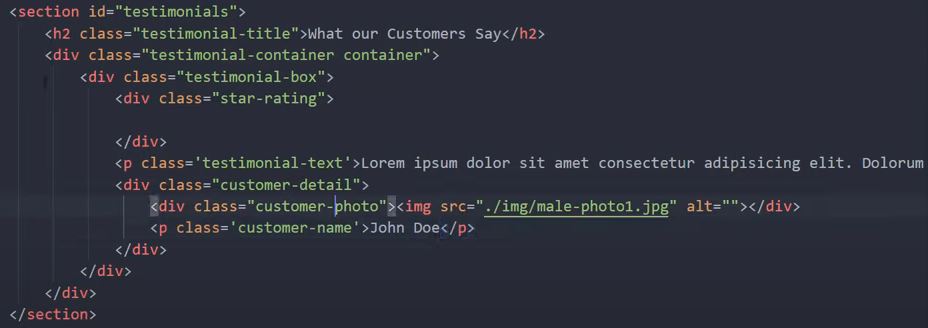 <section id="testimonials">
<h2 class="testimonial-title">What our Customers Say</h2>
<div class="testimonial-container container">
<div class="testimonial-box">
<div class="star-rating">
</div>
<p class='testimonial-text'>Lorem ipsum dolor sit amet consectetur adipisicing elit. Dolorum
<div class="customer-detail">
<div class="customer-photo"><img src="./img/male-photo1.jpg" alt=""></div>
<p class='customer-name'>John Doe</p>
</div>
</div>
</div>
</section>